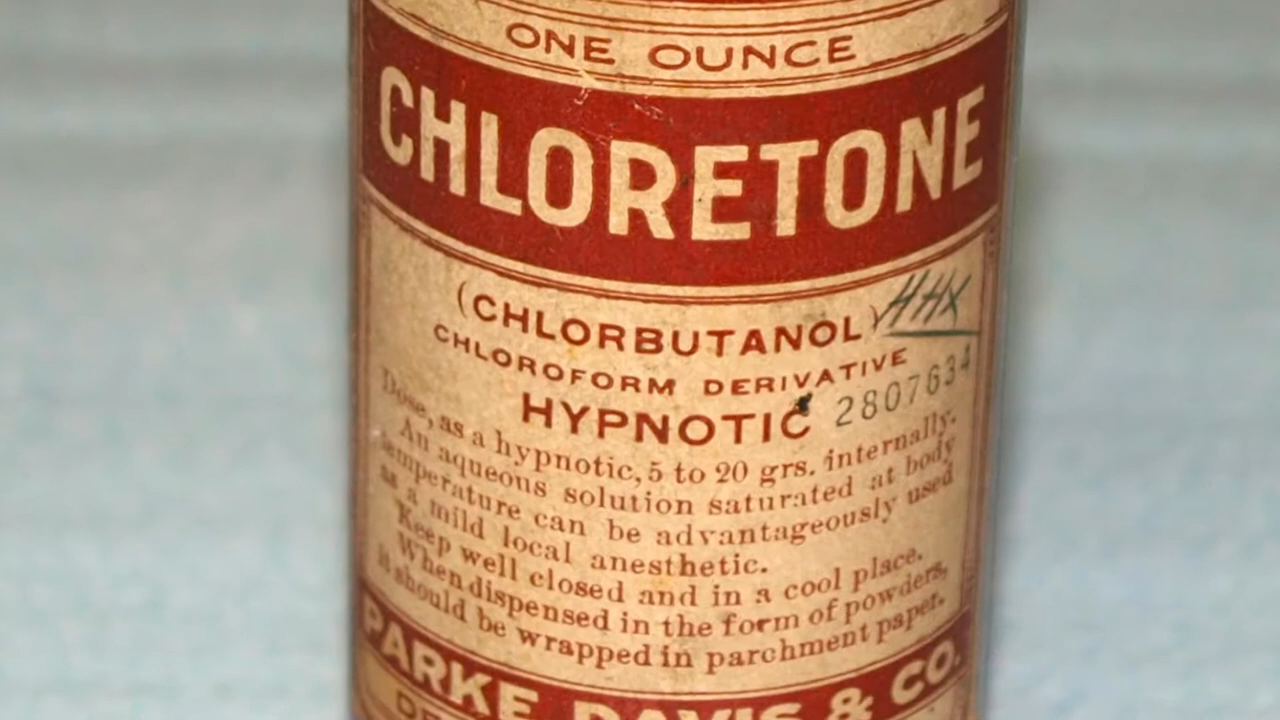 ONE OUNCE
CHLORETONE
(CHLORBUTANOL) HHX
CHLOROFORM DERIVATIVE
HYPNOTIC 2807634
Dose, as a hypnotic, 5 to 20 grs. internally.
An aqueous solution saturated at body
temperature can be advantageously used
as a mild local anesthetic.
Keep well closed and in a cool place.
When dispensed in the form of powders,
it should be wrapped in parchment paper.
PARKE, DAVIS & CO.